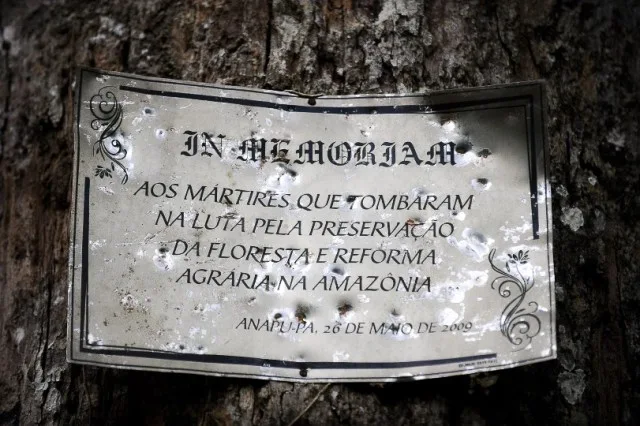 IN MEMORIAM
AOS MÁRTIRES QUE TOMBARAM
NA LUTA PELA PRESERVAÇÃO
DA FLORESTA E REFORMA
AGRÁRIA NA AMAZÔNIA
ANAPU-PA, 26 DE MAIO DE 2009